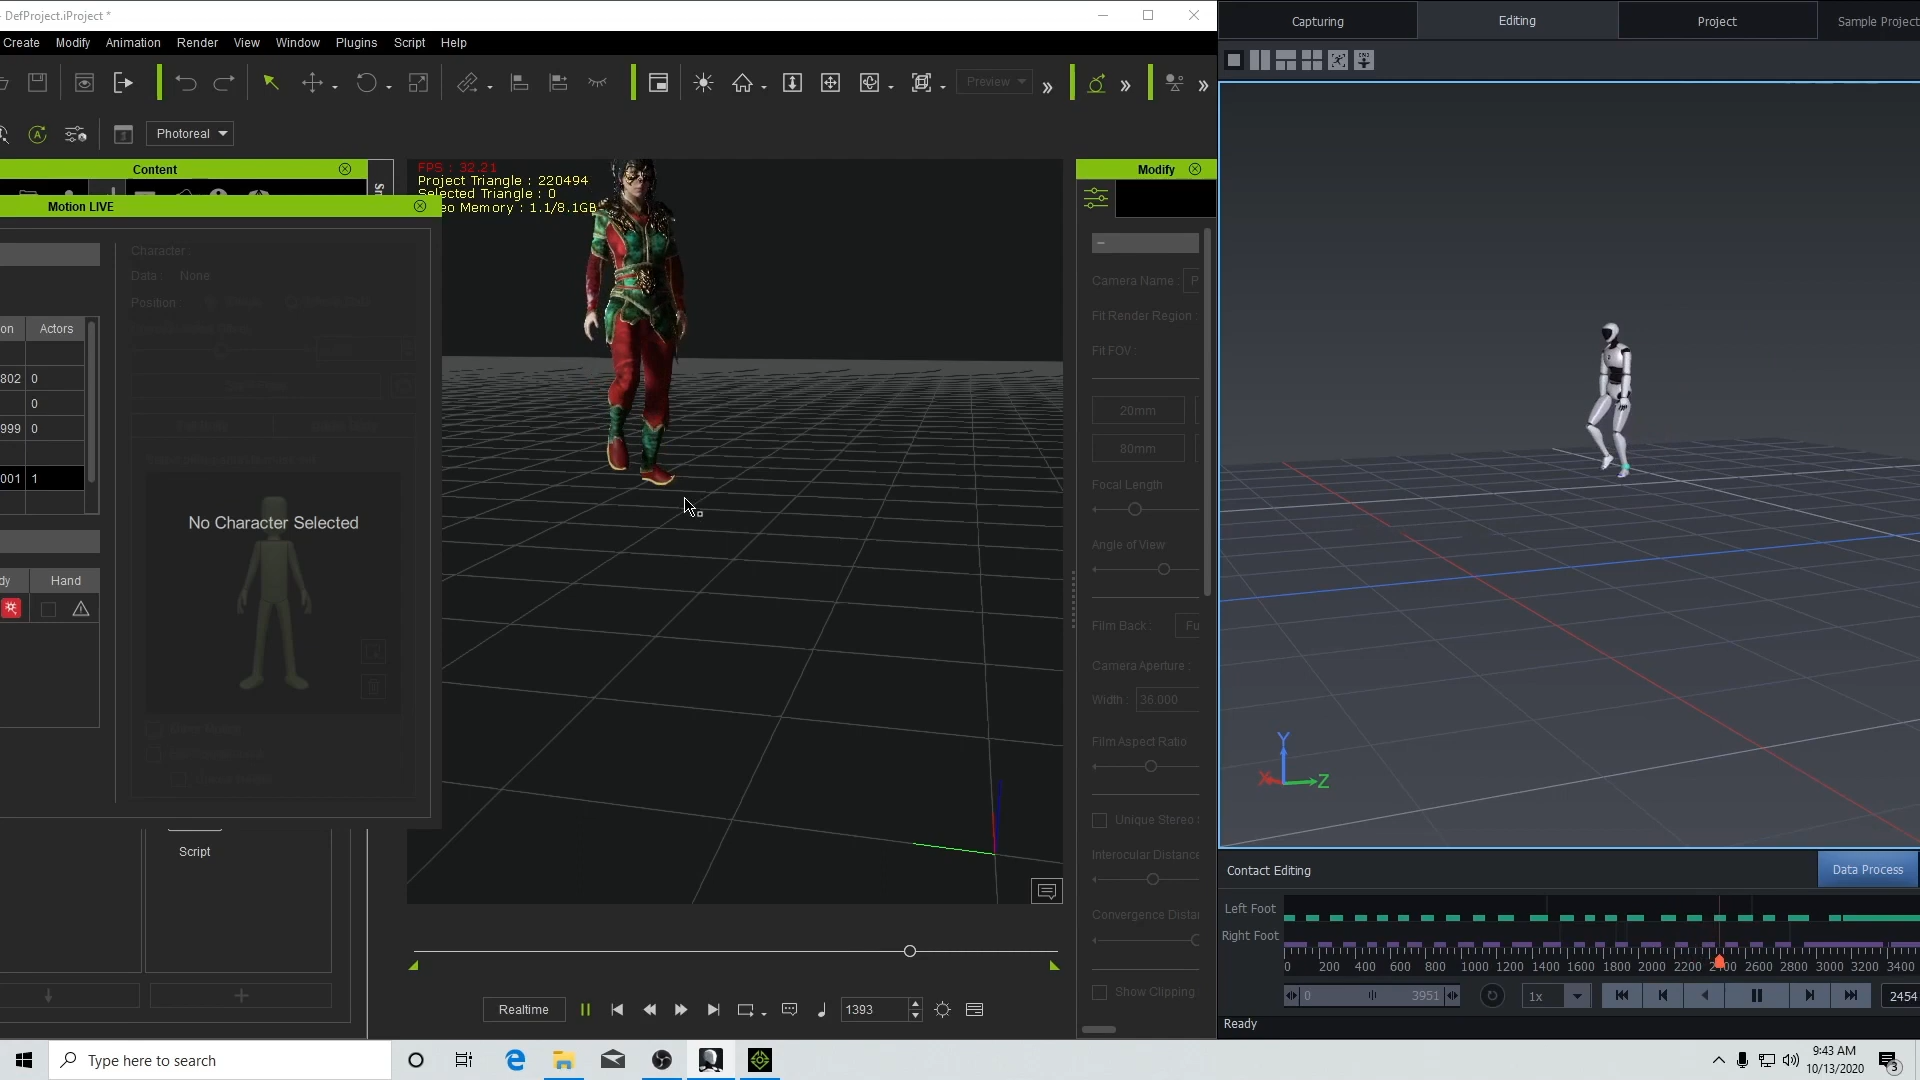 - DefProject.iProject *
Create Modify Animation Render View Window Plugins Script Help
Preview
Photoreal
Content
Motion LIVE
Character :
Data : None
Position
on Actors
802 0
0
999 0
001 1
dy Hand
No Character Selected
Script
FPS : 32.21
Project Triangle : 220494
Selected Triangle : 0
eo Memory : 1.1/8.1GB
Realtime
1393
Modify
Camera Name : P
Fit Render Region :
Fit FOV :
20mm
80mm
Focal Length
Angle of View
Film Back : Fu
Camera Aperture :
Width : 36.000
Film Aspect Ratio
Unique Stereo S
Interocular Distance
Convergence Distan
Show Clipping
Capturing Editing Project Sample Project
Y
X Z
Contact Editing Data Process
Left Foot
Right Foot
0 200 400 600 800 1000 1200 1400 1600 1800 2000 2200 2400 2600 2800 3000 3200 3400
0 3951 1x 2454
Ready
Type here to search
9:43 AM
10/13/2020
3